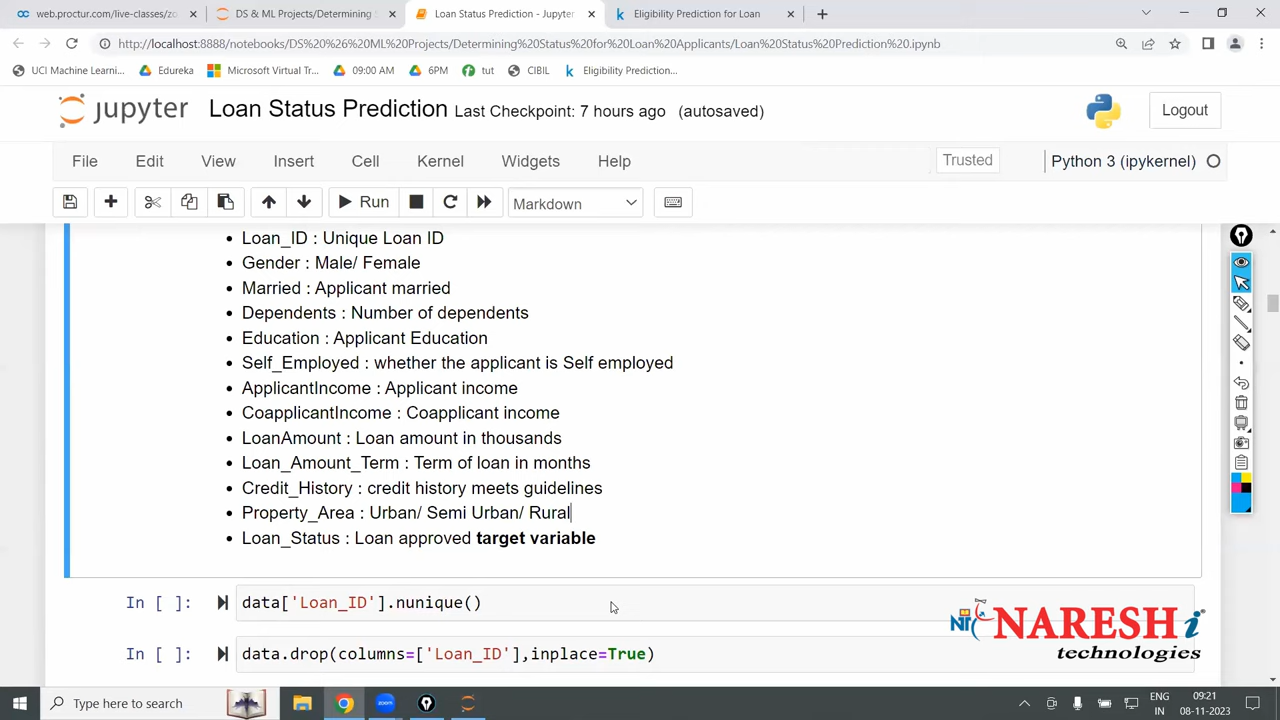 web.proctur.com/live-classes/zo
DS & ML Projects/Determining S
Loan Status Prediction - Jupyter
Eligibility Prediction for Loan
http://localhost:8888/notebooks/DS%20%26%20ML%20Projects/Determining%20Status%20for%20Loan%20Applicants/Loan%20Status%20Prediction%20.ipynb
UCI Machine Learni...
Edureka
Microsoft Virtual Tr...
09:00 AM
6PM
tut
CIBIL
Eligibility Prediction...
jupyter Loan Status Prediction Last Checkpoint: 7 hours ago (autosaved)
Logout
File Edit View Insert Cell Kernel Widgets Help
Trusted
Python 3 (ipykernel)
Run
Markdown
Loan_ID : Unique Loan ID
Gender : Male/ Female
Married : Applicant married
Dependents : Number of dependents
Education : Applicant Education
Self_Employed : whether the applicant is Self employed
ApplicantIncome : Applicant income
CoapplicantIncome : Coapplicant income
LoanAmount : Loan amount in thousands
Loan_Amount_Term : Term of loan in months
Credit_History : credit history meets guidelines
Property_Area : Urban/ Semi Urban/ Rural
Loan_Status : Loan approved target variable
In [ ]: data['Loan_ID'].nunique()
In [ ]: data.drop(columns=['Loan_ID'],inplace=True)
NARESH i
technologies
Type here to search
zoom
ENG
IN
09:21
08-11-2023